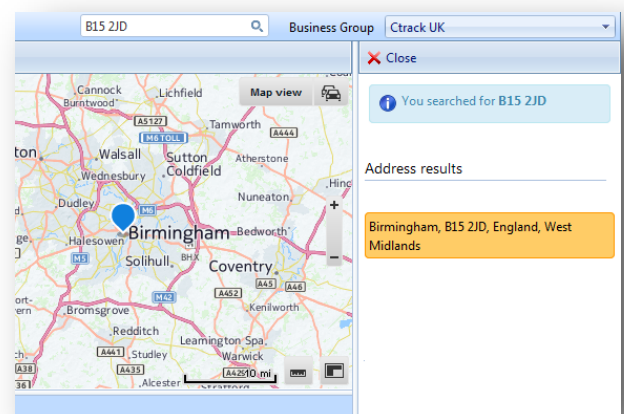 B15 2JD
Business Group
Ctrack UK
Close
You searched for B15 2JD
Address results
Birmingham, B15 2JD, England, West
Midlands
Map view
Cannock
Lichfield
Burntwood
A5127
Tamworth
M6 TOLL
A444
Walsall
Sutton
Coldfield
Atherstone
Wednesbury
Nuneaton
Dudley
M6
Halesowen
Birmingham
Bedworth
M5
Solihull
BHX
Coventry
A45
A46
A452
M42
Kenilworth
Bromsgrove
Redditch
Leamington Spa
A441
Studley
Warwick
A38
A435
10 mi
Alcester
Stratford
+
-